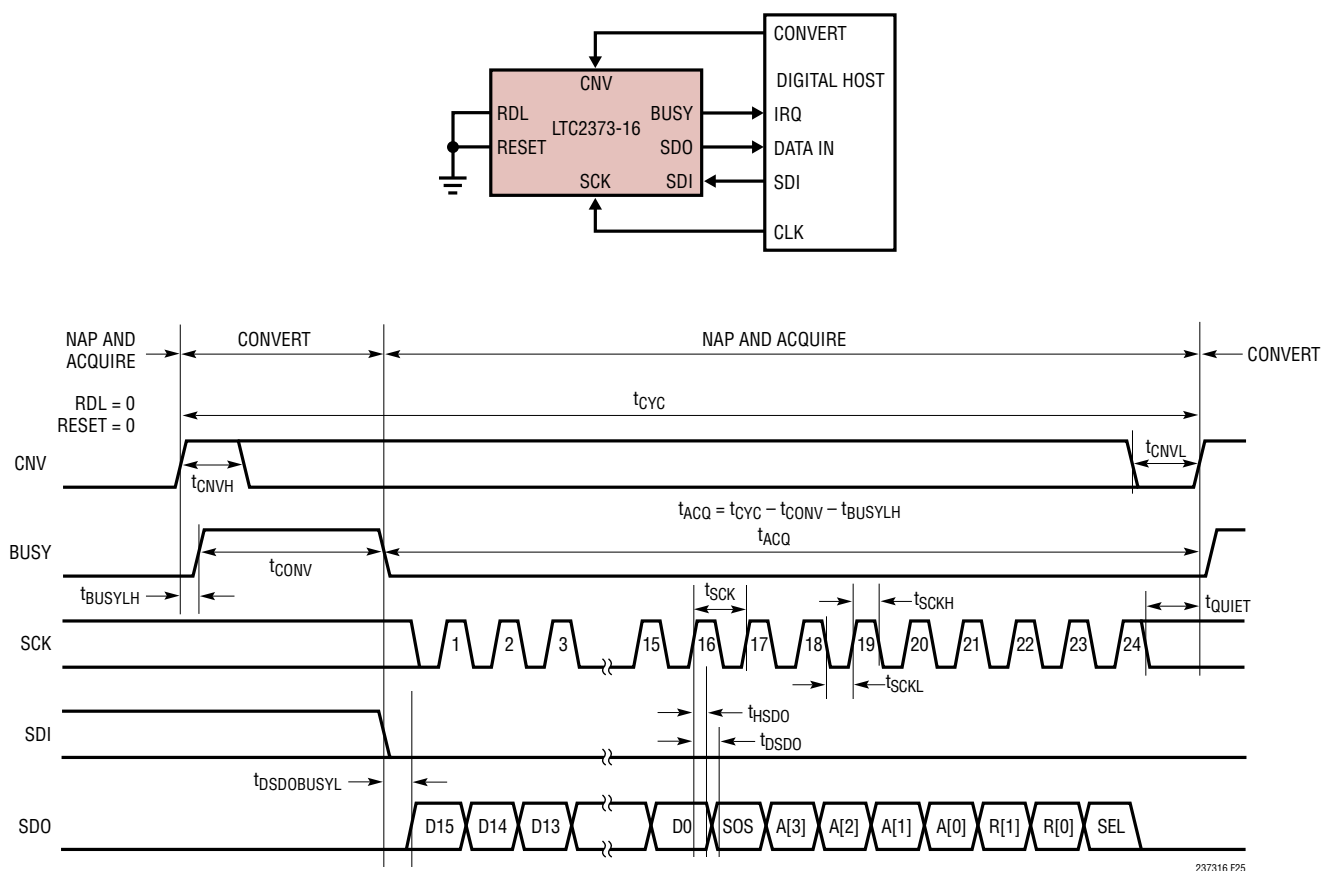 CONVERT
CNV
DIGITAL HOST
RDL
BUSY
IRQ
LTC2373-16
RESET
SDO
DATA IN
SCK
SDI
SDI
CLK
NAP AND
ACQUIRE
CONVERT
NAP AND ACQUIRE
CONVERT
RDL = 0
RESET = 0
tCYC
CNV
tCNVH
tCNVL
tACQ = tCYC – tCONV – tBUSYLH
BUSY
tCONV
tACQ
tBUSYLH
tSCK
tSCKH
tQUIET
SCK
1 2 3 15 16 17 18 19 20 21 22 23 24
tSCKL
SDI
tHSDO
tDSDO
tDSDOBUSYL
SDO
D15 D14 D13 D0 SOS A[3] A[2] A[1] A[0] R[1] R[0] SEL
237316 F25